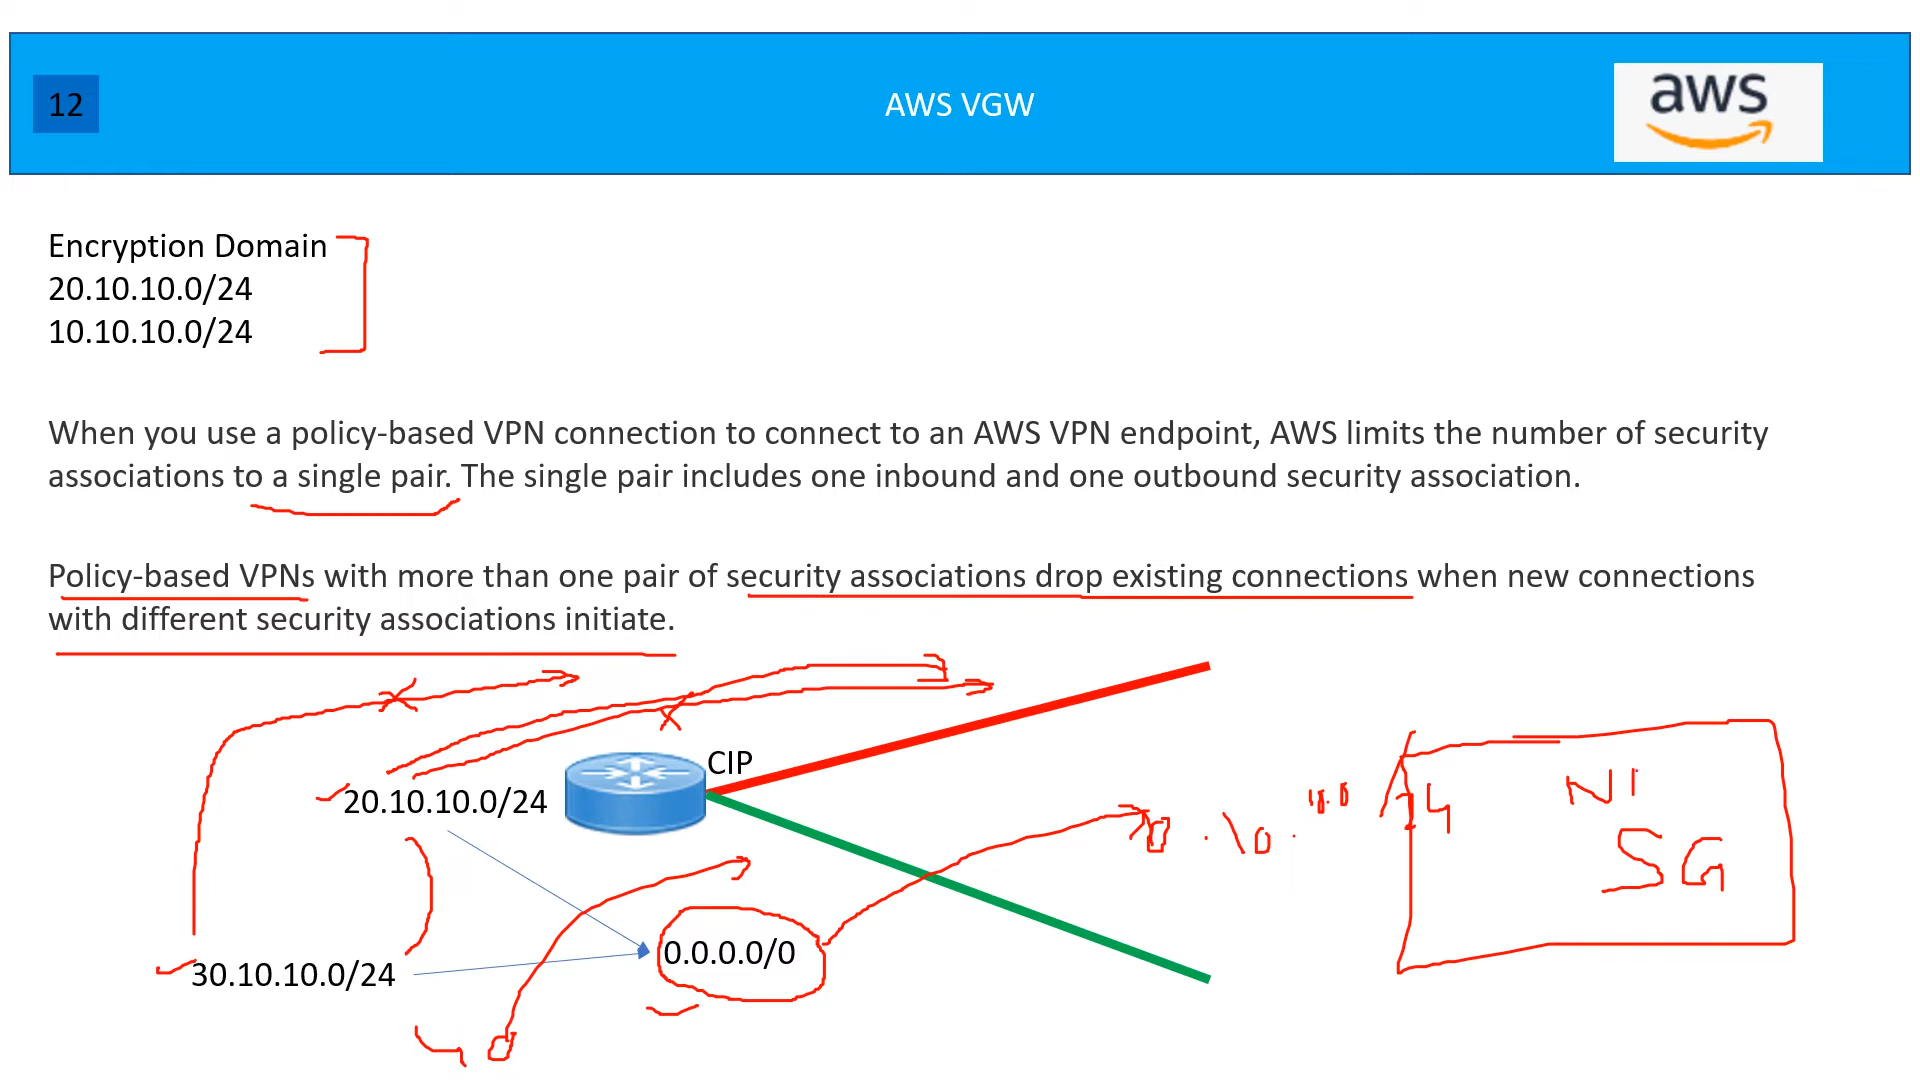 12
AWS VGW
aws
Encryption Domain
20.10.10.0/24
10.10.10.0/24
When you use a policy-based VPN connection to connect to an AWS VPN endpoint, AWS limits the number of security
associations to a single pair. The single pair includes one inbound and one outbound security association.
Policy-based VPNs with more than one pair of security associations drop existing connections when new connections
with different security associations initiate.
CIP
20.10.10.0/24
30.10.10.0/24
0.0.0.0/0
SG